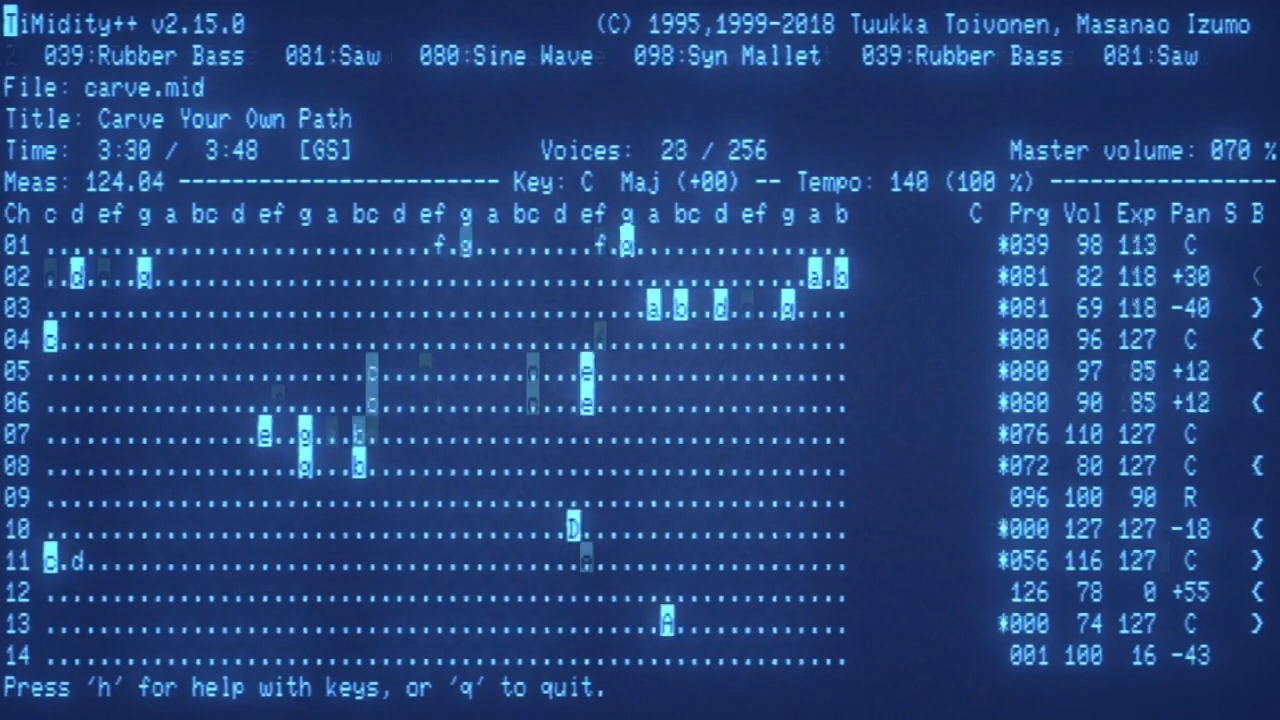 TiMidity++ v2.15.0 (C) 1995,1999-2018 Tuukka Toivonen, Masanao Izumo
039:Rubber Bass 081:Saw 080:Sine Wave 098:Syn Mallet 039:Rubber Bass 081:Saw
File: carve.mid
Title: Carve Your Own Path
Time: 3:30 / 3:48 [GS] Voices: 23 / 256 Master volume: 070 %
Meas: 124.04 ------------------------ Key: C Maj (+00) -- Tempo: 140 (100 %) -----------------
Ch c d ef g a bc d ef g a bc d ef g a bc d ef g a bc d ef g a b C Prg Vol Exp Pan S B
01 .............................f.g.........f.g................ *039 98 113 C
02 ..d....g.................................................a.b *081 82 118 +30 <
03 .............................................a.b..d....g.... *081 69 118 -40 >
04 c........................................................... *080 96 127 C <
05 ........................c...........c...e................... *080 97 85 +12
06 ........................c...........c...e................... *080 90 85 +12 <
07 ................e..g...b.................................... *076 110 127 C
08 ...................g...b.................................... *072 80 127 C <
09 ............................................................ 096 100 90 R
10 .......................................D.................... *000 127 127 -18 <
11 c.d.....................................e................... *056 116 127 C >
12 ............................................................ 126 78 0 +55 <
13 ..............................................A............. *000 74 127 C >
14 ............................................................ 001 100 16 -43
Press 'h' for help with keys, or 'q' to quit.